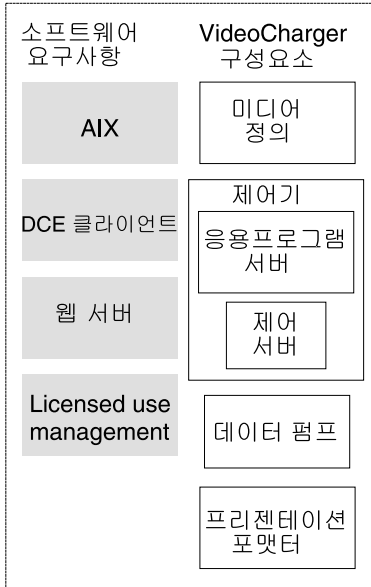 소프트웨어
요구사항
AIX
DCE 클라이언트
웹 서버
Licensed use
management
VideoCharger
구성요소
미디어
정의
제어기
응용프로그램
서버
제어
서버
데이터 펌프
프리젠테이션
포맷터